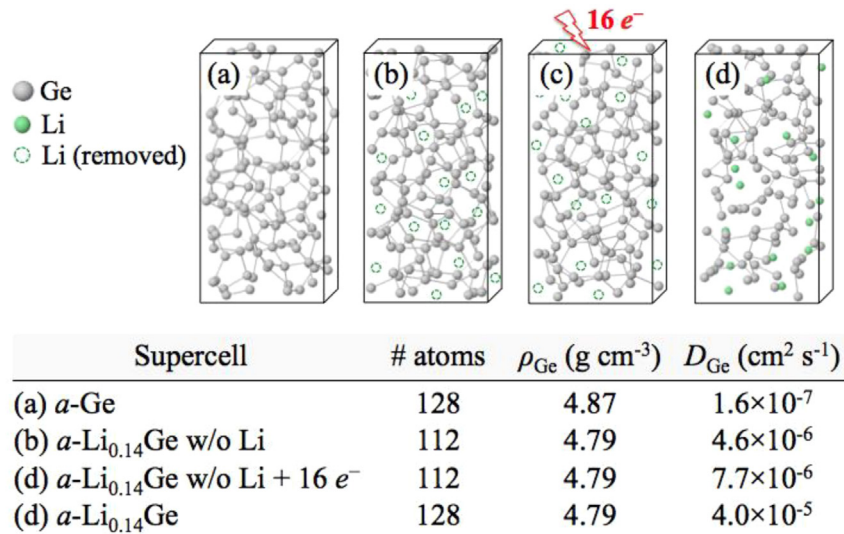 16 e⁻
(a) (b) (c) (d)
Ge
Li
Li (removed)
Supercell # atoms ρGe (g cm⁻³) DGe (cm² s⁻¹)
(a) a-Ge 128 4.87 1.6×10⁻⁷
(b) a-Li₀.₁₄Ge w/o Li 112 4.79 4.6×10⁻⁶
(d) a-Li₀.₁₄Ge w/o Li + 16 e⁻ 112 4.79 7.7×10⁻⁶
(d) a-Li₀.₁₄Ge 128 4.79 4.0×10⁻⁵